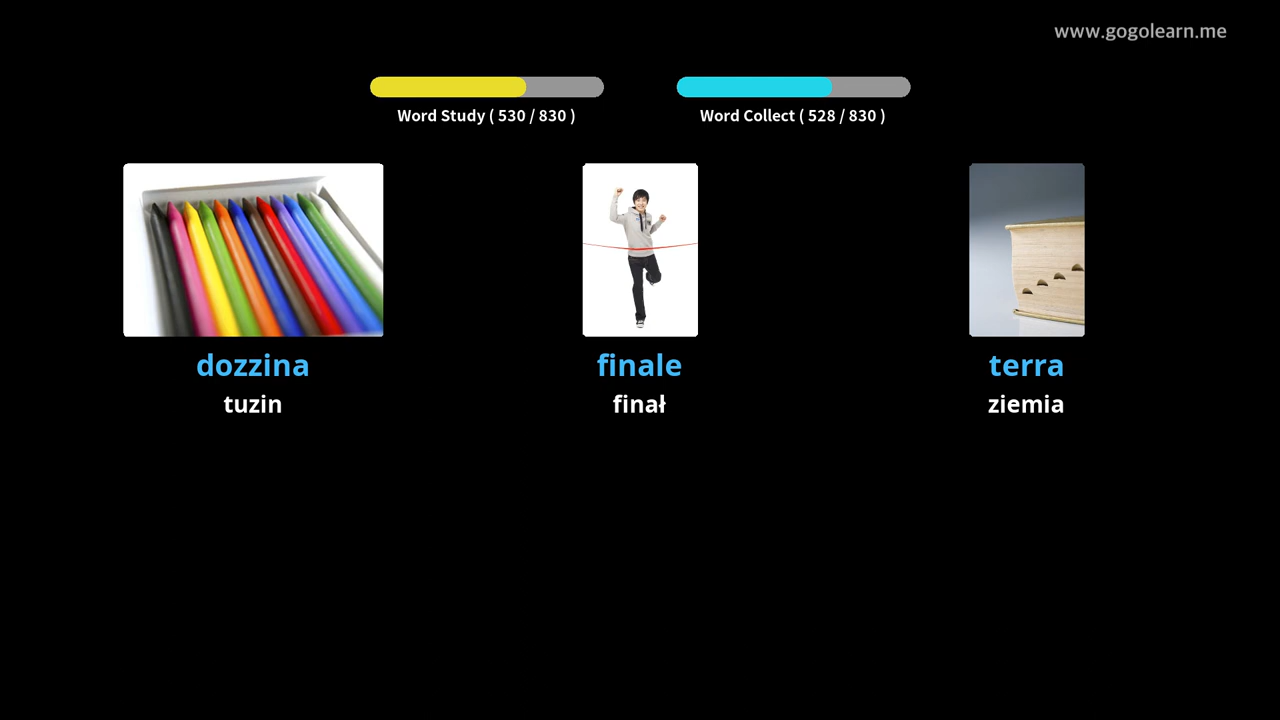 www.gogolearn.me
Word Study ( 530 / 830 )
Word Collect ( 528 / 830 )
dozzina
tuzin
finale
finał
terra
ziemia